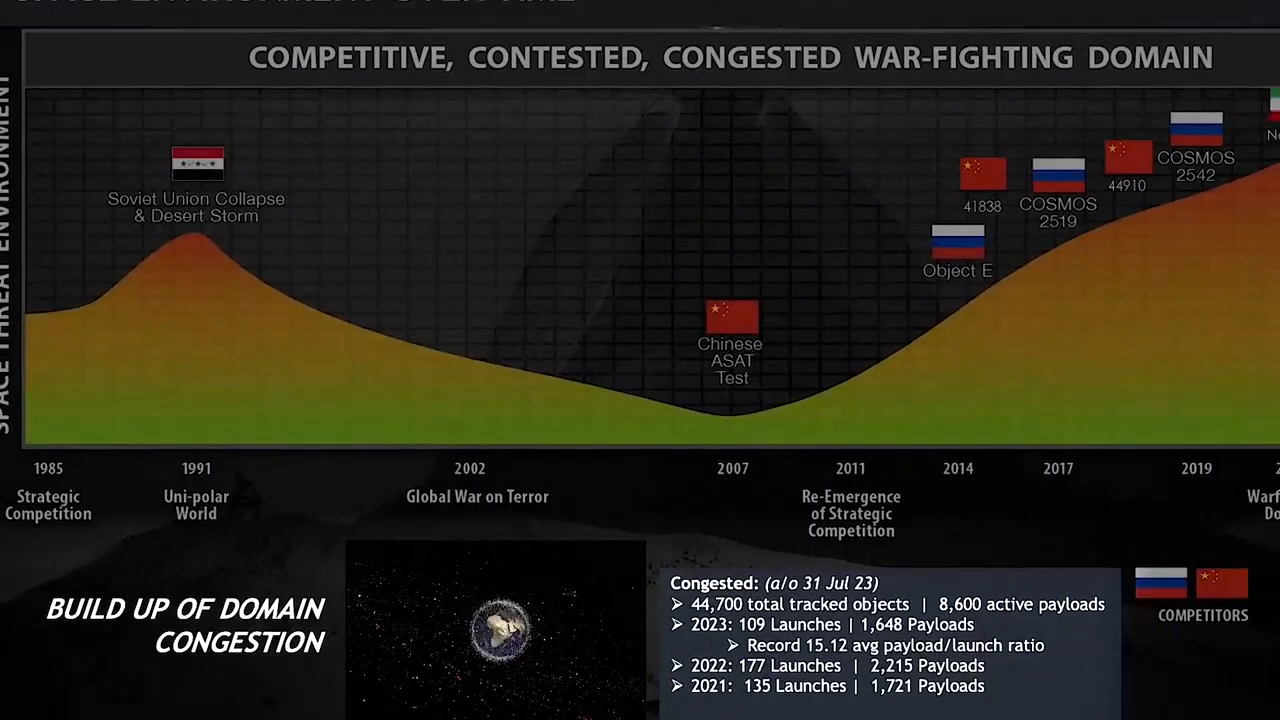 COMPETITIVE, CONTESTED, CONGESTED WAR-FIGHTING DOMAIN
SPACE THREAT ENVIRONMENT
Soviet Union Collapse
& Desert Storm
Chinese
ASAT
Test
Object E
41838
COSMOS
2519
44910
COSMOS
2542
1985
1991
2002
2007
2011
2014
2017
2019
Strategic
Competition
Uni-polar
World
Global War on Terror
Re-Emergence
of Strategic
Competition
BUILD UP OF DOMAIN
CONGESTION
Congested: (a/o 31 Jul 23)
➢ 44,700 total tracked objects | 8,600 active payloads
➢ 2023: 109 Launches | 1,648 Payloads
➢ Record 15.12 avg payload/launch ratio
➢ 2022: 177 Launches | 2,215 Payloads
➢ 2021: 135 Launches | 1,721 Payloads
COMPETITORS